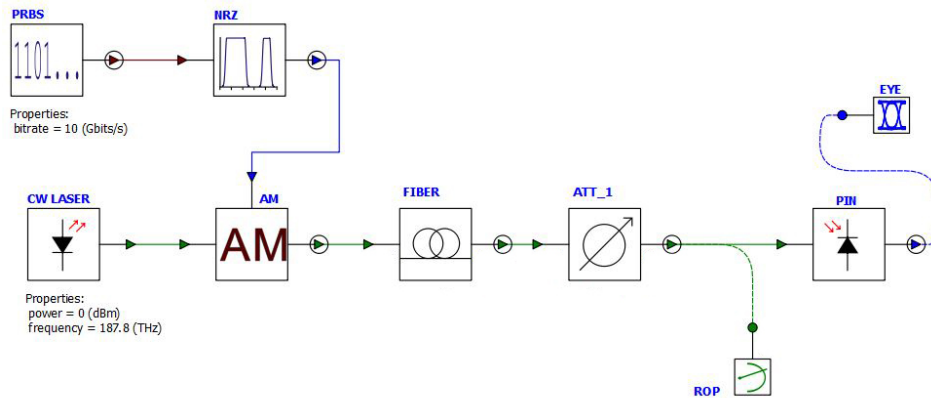 PRBS
NRZ
1101...
Properties:
bitrate = 10 (Gbits/s)
EYE
CW LASER
AM
FIBER
ATT_1
PIN
AM
Properties:
power = 0 (dBm)
frequency = 187.8 (THz)
ROP